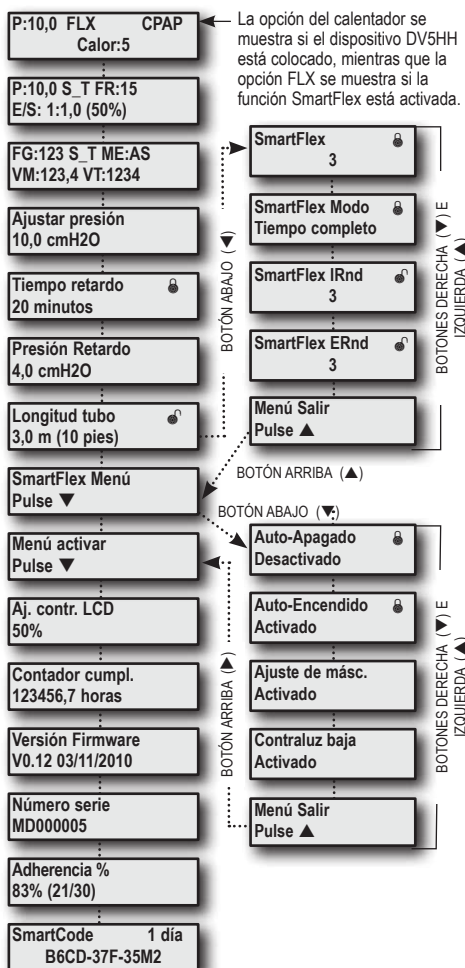 P:10,0 FLX CPAP
Calor:5
La opción del calentador se
muestra si el dispositivo DV5HH
está colocado, mientras que la
opción FLX se muestra si la
función SmartFlex está activada.
P:10,0 S_T FR:15
E/S: 1:1,0 (50%)
FG:123 S_T ME:AS
VM:123,4 VT:1234
Ajustar presión
10,0 cmH2O
Tiempo retardo
20 minutos
Presión Retardo
4,0 cmH2O
Longitud tubo
3,0 m (10 pies)
SmartFlex Menú
Pulse ▼
Menú activar
Pulse ▼
Aj. contr. LCD
50%
Contador cumpl.
123456,7 horas
Versión Firmware
V0.12 03/11/2010
Número serie
MD000005
Adherencia %
83% (21/30)
SmartCode 1 día
B6CD-37F-35M2
BOTÓN ABAJO (▼)
SmartFlex
3
SmartFlex Modo
Tiempo completo
SmartFlex IRnd
3
SmartFlex ERnd
3
Menú Salir
Pulse ▲
BOTONES DERECHA (▼) E
IZQUIERDA (▲)
BOTÓN ARRIBA (▲)
BOTÓN ABAJO (▼)
Auto-Apagado
Desactivado
Auto-Encendido
Activado
Ajuste de másc.
Activado
Contraluz baja
Activado
Menú Salir
Pulse ▲
BOTÓN ARRIBA (▲)
BOTONES DERECHA (▼) E
IZQUIERDA (▲)